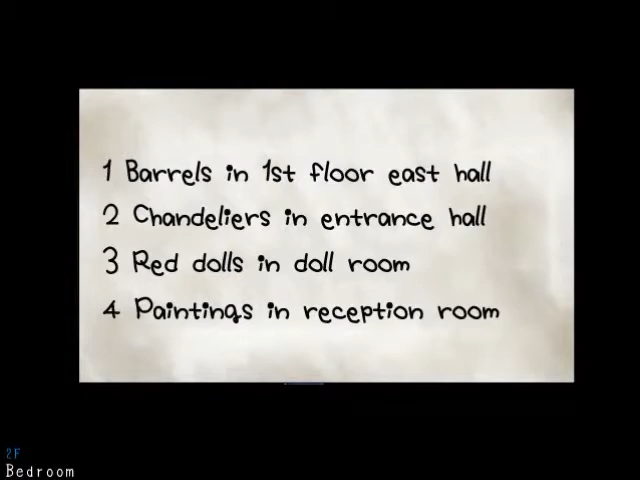 1 Barrels in 1st floor east hall
2 Chandeliers in entrance hall
3 Red dolls in doll room
4 Paintings in reception room
2F
Bedroom